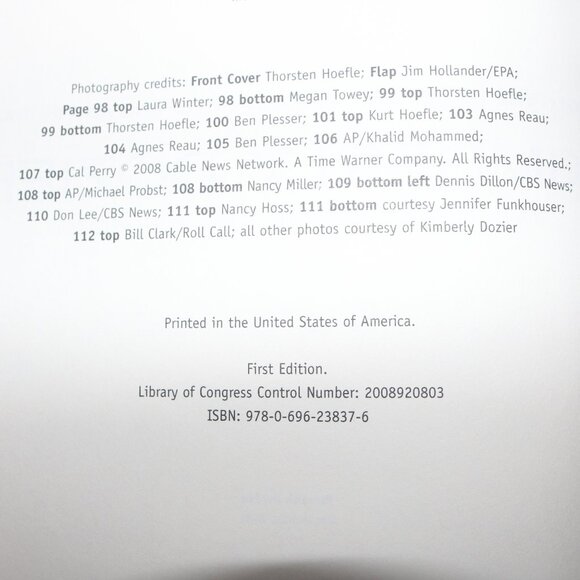 Photography credits: Front Cover Thorsten Hoefle; Flap Jim Hollander/EPA;
Page 98 top Laura Winter; 98 bottom Megan Towey; 99 top Thorsten Hoefle;
99 bottom Thorsten Hoefle; 100 Ben Plesser; 101 top Kurt Hoefle; 103 Agnes Reau;
104 Agnes Reau; 105 Ben Plesser; 106 AP/Khalid Mohammed;
107 top Cal Perry © 2008 Cable News Network. A Time Warner Company. All Rights Reserved.;
108 top AP/Michael Probst; 108 bottom Nancy Miller; 109 bottom left Dennis Dillon/CBS News;
110 Don Lee/CBS News; 111 top Nancy Hoss; 111 bottom courtesy Jennifer Funkhouser;
112 top Bill Clark/Roll Call; all other photos courtesy of Kimberly Dozier
Printed in the United States of America.
First Edition.
Library of Congress Control Number: 2008920803
ISBN: 978-0-696-23837-6